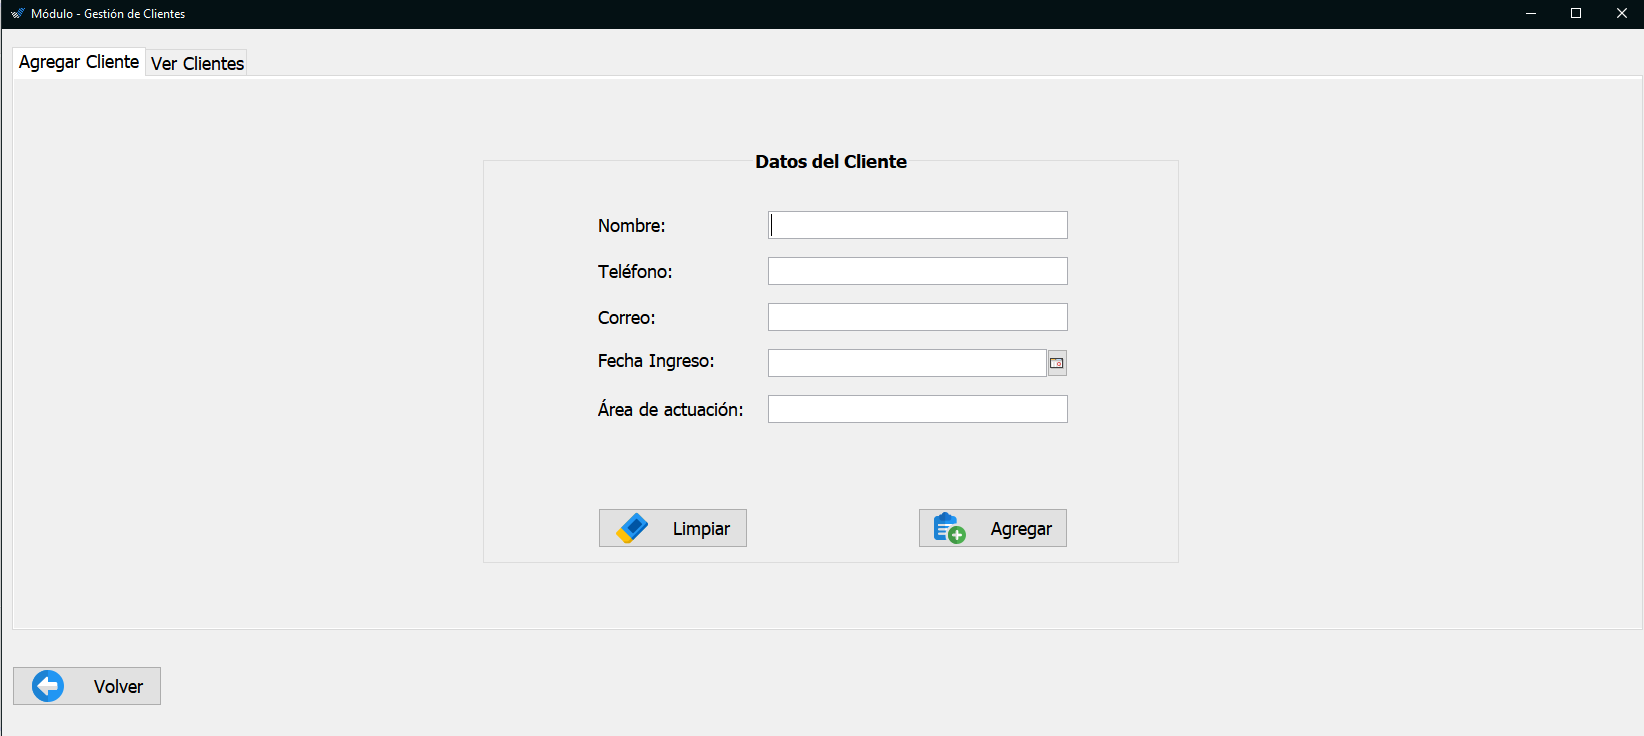 Módulo - Gestión de Clientes
Agregar Cliente
Ver Clientes
Datos del Cliente
Nombre:
Teléfono:
Correo:
Fecha Ingreso:
Área de actuación:
Limpiar
Agregar
Volver